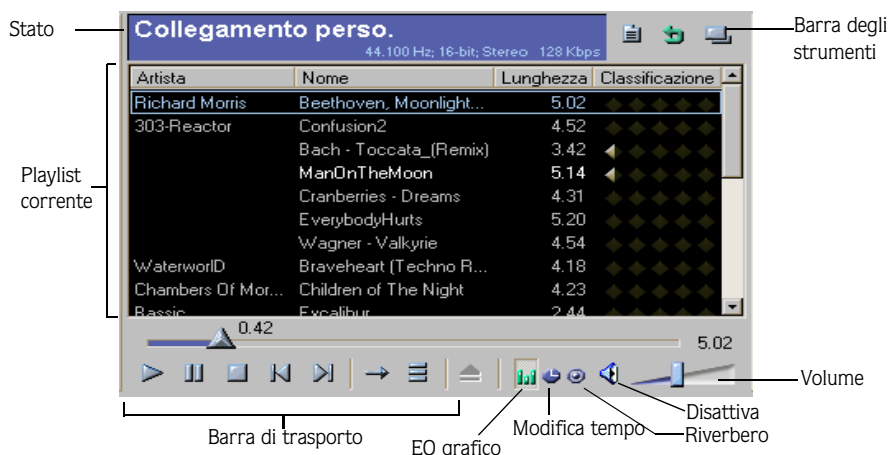 Stato
Collegamento perso.
44.100 Hz; 16-bit; Stereo 128 Kbps
Barra degli
strumenti
Playlist
corrente
Artista Nome Lunghezza Classificazione
Richard Morris Beethoven, Moonlight... 5.02
303-Reactor Confusion2 4.52
Bach - Toccata_(Remix) 3.42
ManOnTheMoon 5.14
Cranberries - Dreams 4.31
EverybodyHurts 5.20
Wagner - Valkyrie 4.54
WaterworlD Braveheart (Techno R... 4.18
Chambers Of Mor... Children of The Night 4.23
Bassic Excalibur 2.44
0.42
5.02
Volume
Disattiva
Riverbero
Modifica tempo
EQ grafico
Barra di trasporto